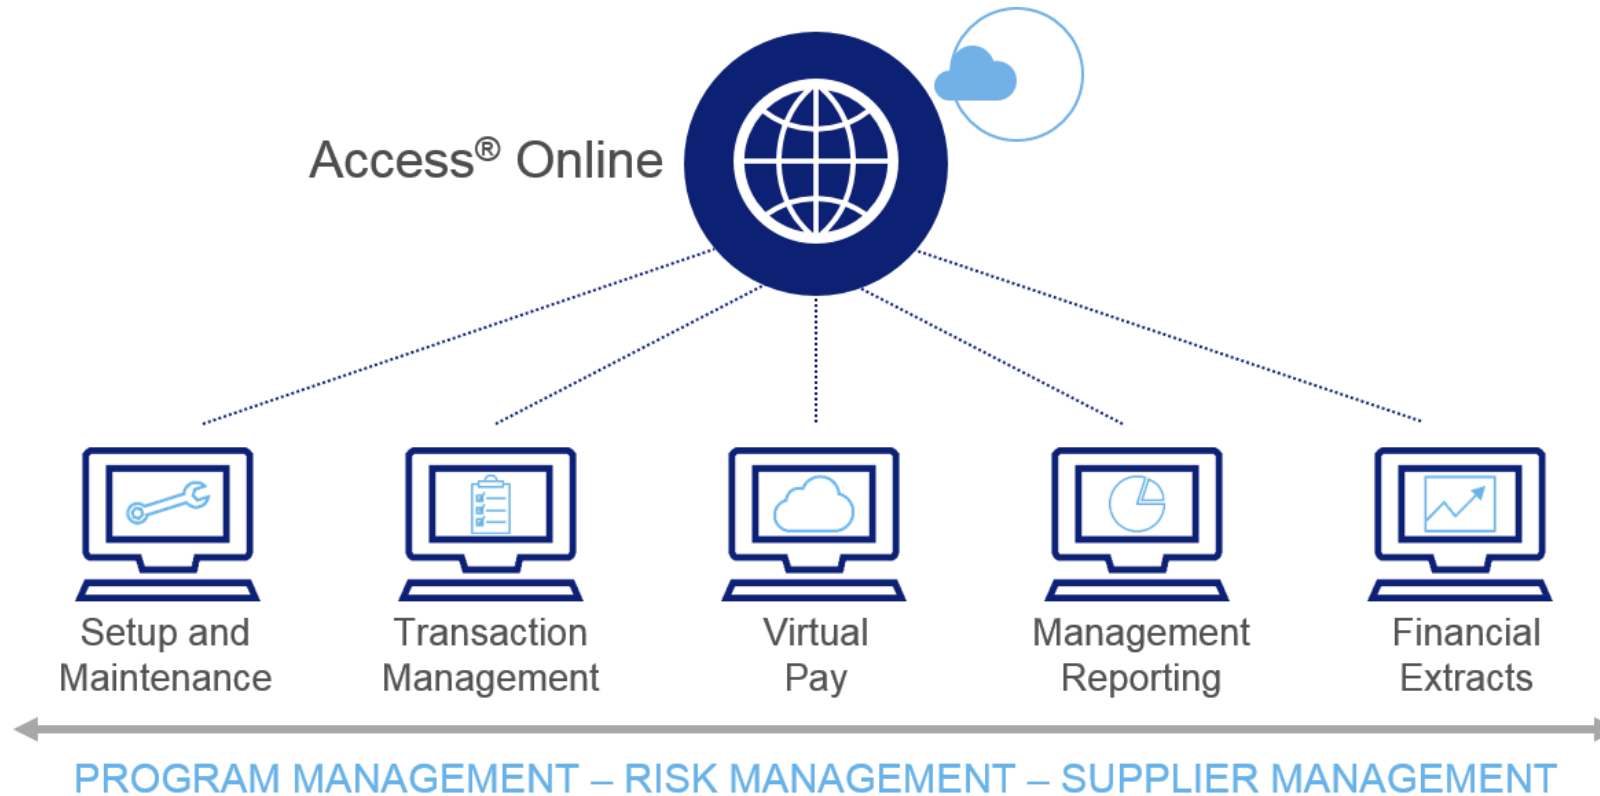 Access® Online
Setup and
Maintenance
Transaction
Management
Virtual
Pay
Management
Reporting
Financial
Extracts
PROGRAM MANAGEMENT – RISK MANAGEMENT – SUPPLIER MANAGEMENT